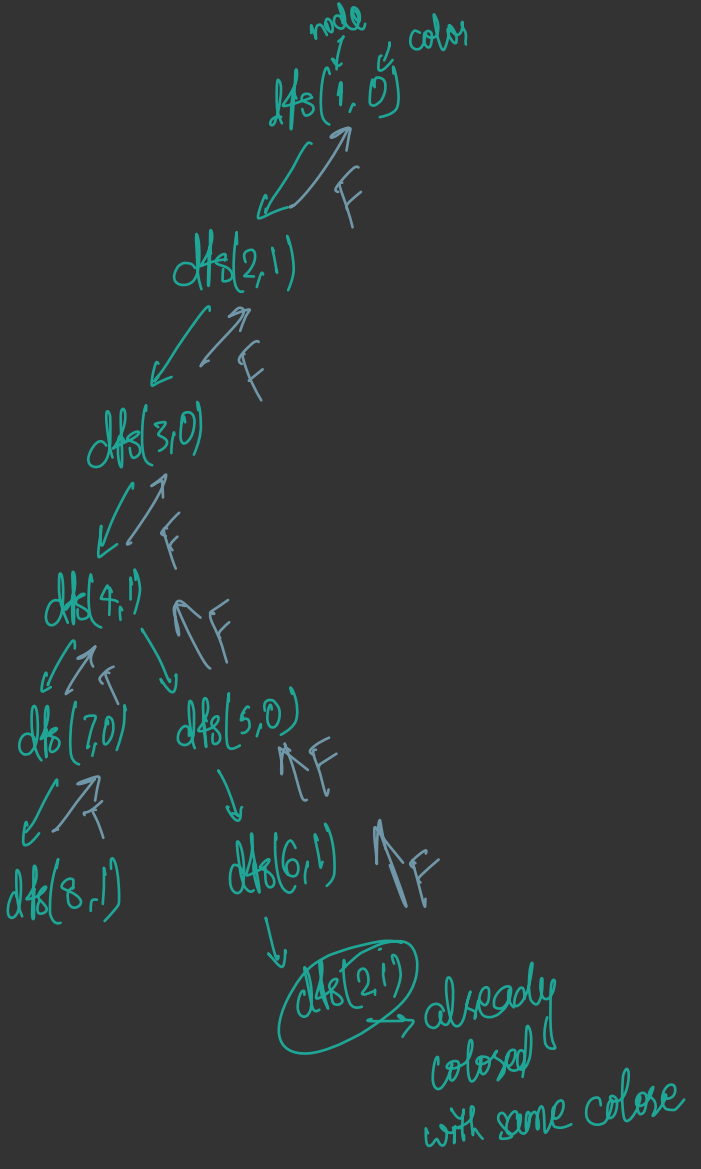 node
color
dfs(1, 0)
F
dfs(2,1)
F
dfs(3,0)
F
dfs(4,1)
F
T
dfs(7,0)
dfs(5,0)
F
T
dfs(8,1)
dfs(6,1)
F
dfs(2,1)
already
colored
with same colore